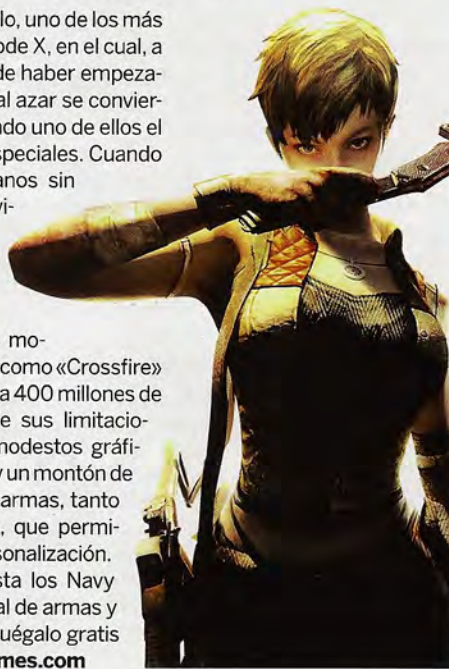 lo, uno de los más
ode X, en el cual, a
de haber empeza-
al azar se convier-
ndo uno de ellos el
speciales. Cuando
anos sin
vi-
mo-
como «Crossfire»
a 400 millones de
e sus limitacio-
modestos gráfi-
y un montón de
armas, tanto
, que permi-
sonalización.
sta los Navy
al de armas y
uégalo gratis
mes.com